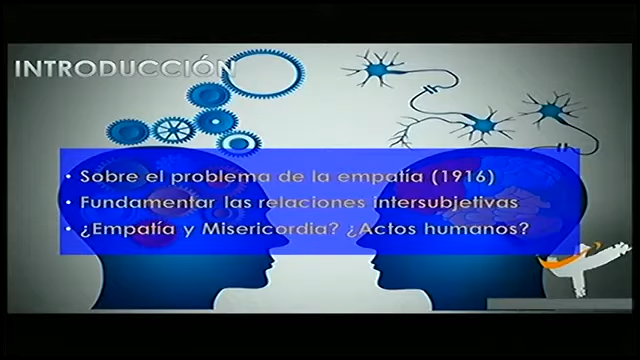 INTRODUCCIÓN
• Sobre el problema de la empatía (1916)
• Fundamentar las relaciones intersubjetivas
• ¿Empatía y Misericordia? ¿Actos humanos?